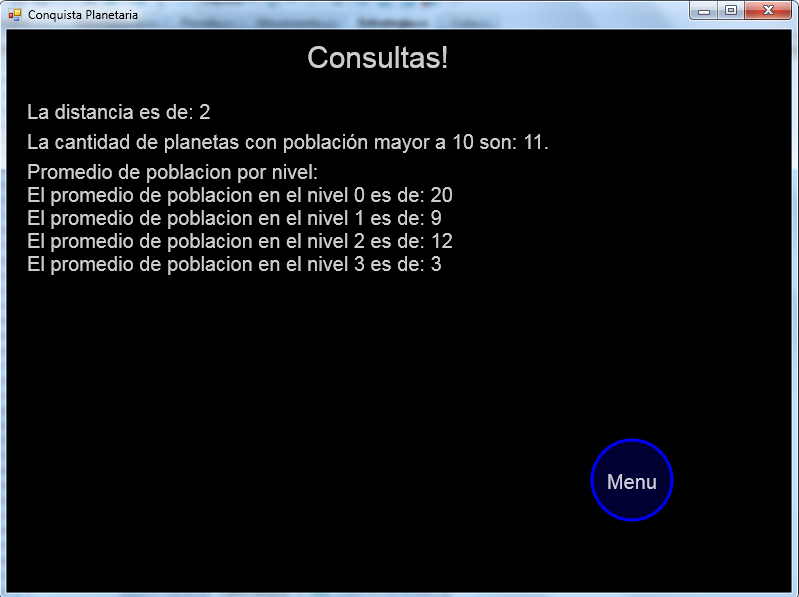 Conquista Planetaria
Consultas!
La distancia es de: 2
La cantidad de planetas con población mayor a 10 son: 11.
Promedio de poblacion por nivel:
El promedio de poblacion en el nivel 0 es de: 20
El promedio de poblacion en el nivel 1 es de: 9
El promedio de poblacion en el nivel 2 es de: 12
El promedio de poblacion en el nivel 3 es de: 3
Menu